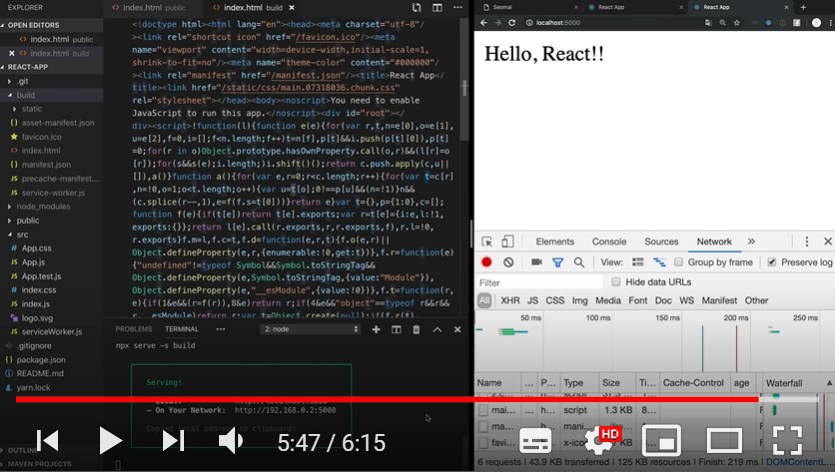 EXPLORER
OPEN EDITORS
index.html public
index.html build
REACT-APP
.git
build
static
asset-manifest.json
favicon.ico
index.html
manifest.json
precache-manifest...
service-worker.js
node_modules
public
src
App.css
App.js
App.test.js
index.css
index.js
logo.svg
serviceWorker.js
.gitignore
package.json
README.md
yarn.lock
MAVEN PROJECTS
index.html public
index.html build
<!doctype html><html lang="en"><head><meta charset="utf-8"/
><link rel="shortcut icon" href="/favicon.ico"/><meta
name="viewport" content="width=device-width,initial-scale=1,
shrink-to-fit=no"/><meta name="theme-color" content="#000000"/
><link rel="manifest" href="/manifest.json"/><title>React App</
title><link href="/static/css/main.07318036.chunk.css"
rel="stylesheet"></head><body><noscript>You need to enable
JavaScript to run this app.</noscript><div id="root"></
div><script>!function(l){function e(e){for(var r,t,n=e[0],o=e[1],
u=e[2],f=0,i=[];f<n.length;f++)t=n[f],p[t]&&i.push(p[t][0]),p[t]
=0;for(r in o)Object.prototype.hasOwnProperty.call(o,r)&&(l[r]=o
[r]);for(s&&s(e);i.length;)i.shift()();return c.push.apply(c,u||
[]),a()}function a(){for(var e,r=0;r<c.length;r++){for(var t=c[r]
,n=!0,o=1;o<t.length;o++){var u=t[o];0!==p[u]&&(n=!1)}n&&
(c.splice(r--,1),e=f(f.s=t[0]))}return e}var t={},p={1:0},c=[];
function f(e){if(t[e])return t[e].exports;var r=t[e]={i:e,l:!1,
exports:{}};return l[e].call(r.exports,r,r.exports,f),r.l=!0,
r.exports}f.m=l,f.c=t,f.d=function(e,r,t){f.o(e,r)||
Object.defineProperty(e,r,{enumerable:!0,get:t})},f.r=function(e)
{"undefined"!=typeof Symbol&&Symbol.toStringTag&&
Object.defineProperty(e,Symbol.toStringTag,{value:"Module"}),
Object.defineProperty(e,"__esModule",{value:!0})},f.t=function(r,
e){if(1&e&&(r=f(r)),8&e)return r;if(4&e&&"object"==typeof r&&r&&
r.__esModule)return r;var t=Object.create(null);if(f.r(t),
PROBLEMS TERMINAL ••• 2: node
npx serve -s build
Serving!
- On Your Network: http://192.168.0.2:5000
Copied local address to clipboard!
Seomal
React App
React App
localhost:5000
Hello, React!!
Elements Console Sources Network »
View: Group by frame Preserve log
Filter
Hide data URLs
All XHR JS CSS Img Media Font Doc WS Manifest Other
50 ms 100 ms 150 ms 200 ms 250 ms
Name ... P... Type Size Ti... Cache-Control age Waterfall
mai... script 1.3 KB 8...
6 requests | 43.9 KB transferred | 125 KB resources | Finish: 219 ms
HD
5:47 / 6:15